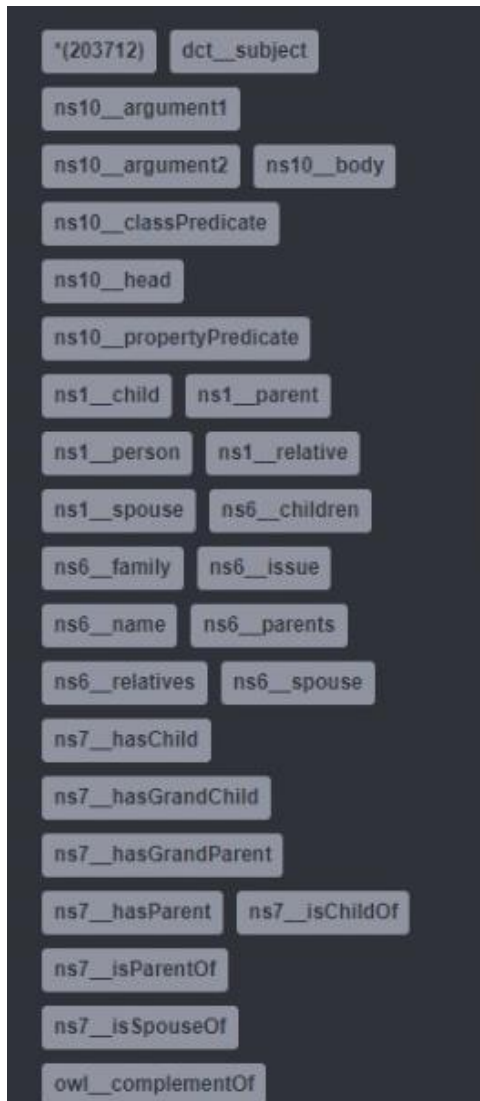 *(203712) dct__subject
ns10__argument1
ns10__argument2 ns10__body
ns10__classPredicate
ns10__head
ns10__propertyPredicate
ns1__child ns1__parent
ns1__person ns1__relative
ns1__spouse ns6__children
ns6__family ns6__issue
ns6__name ns6__parents
ns6__relatives ns6__spouse
ns7__hasChild
ns7__hasGrandChild
ns7__hasGrandParent
ns7__hasParent ns7__isChildOf
ns7__isParentOf
ns7__isSpouseOf
owl__complementOf